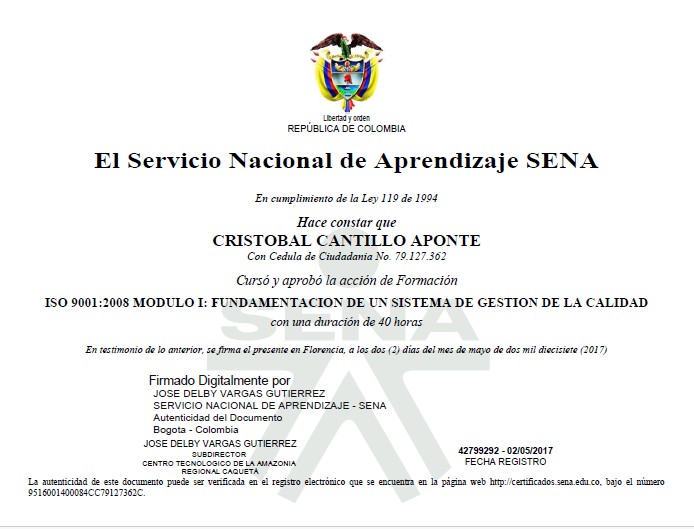 Libertad y orden
REPÚBLICA DE COLOMBIA
El Servicio Nacional de Aprendizaje SENA
En cumplimiento de la Ley 119 de 1994
Hace constar que
CRISTOBAL CANTILLO APONTE
Con Cedula de Ciudadania No. 79.127.362
Cursó y aprobó la acción de Formación
ISO 9001:2008 MODULO I: FUNDAMENTACION DE UN SISTEMA DE GESTION DE LA CALIDAD
con una duración de 40 horas
SENA
En testimonio de lo anterior, se firma el presente en Florencia, a los dos (2) días del mes de mayo de dos mil diecisiete (2017)
Firmado Digitalmente por
JOSE DELBY VARGAS GUTIERREZ
SERVICIO NACIONAL DE APRENDIZAJE - SENA
Autenticidad del Documento
Bogota - Colombia
JOSE DELBY VARGAS GUTIERREZ
SUBDIRECTOR
CENTRO TECNOLOGICO DE LA AMAZONIA
REGIONAL CAQUETÁ
42799292 - 02/05/2017
FECHA REGISTRO
La autenticidad de este documento puede ser verificada en el registro electrónico que se encuentra en la página web http://certificados.sena.edu.co, bajo el número
9516001400084CC79127362C.